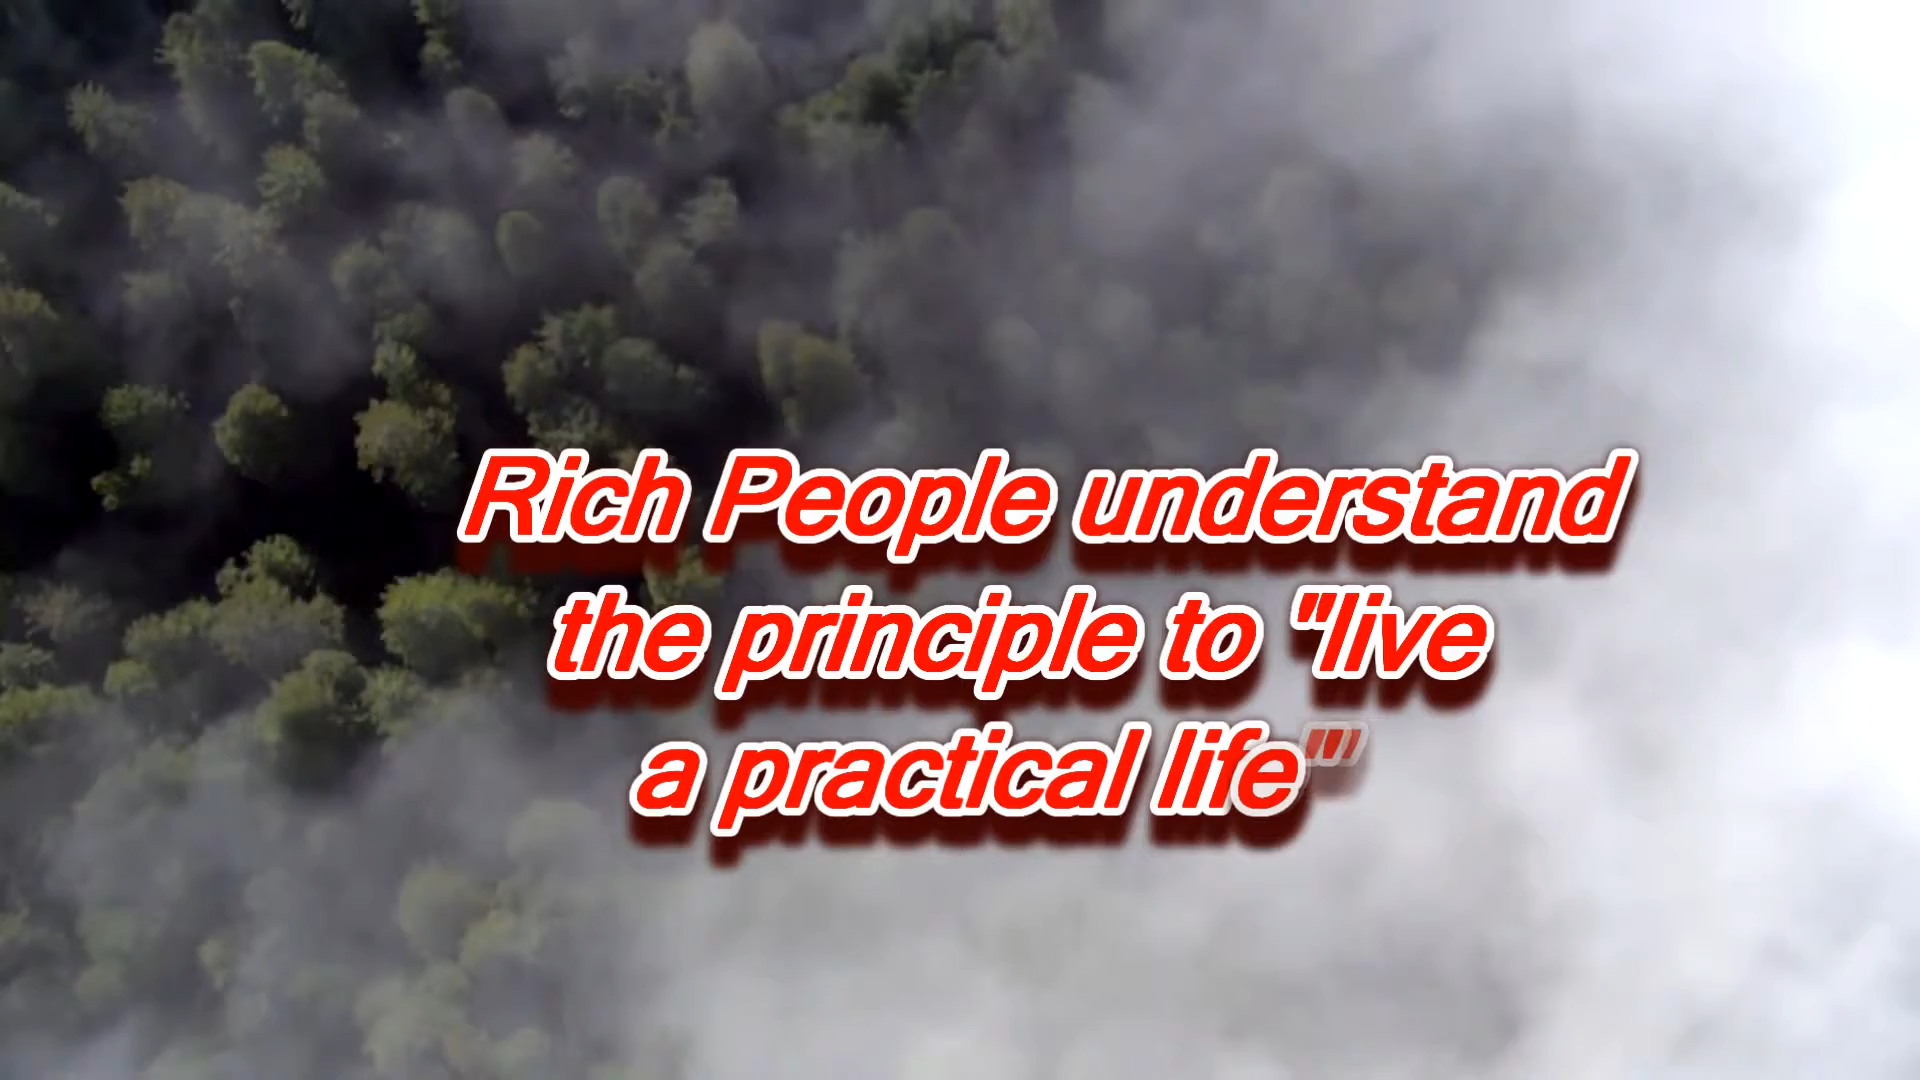 Rich People understand
the principle to "live
a practical life"